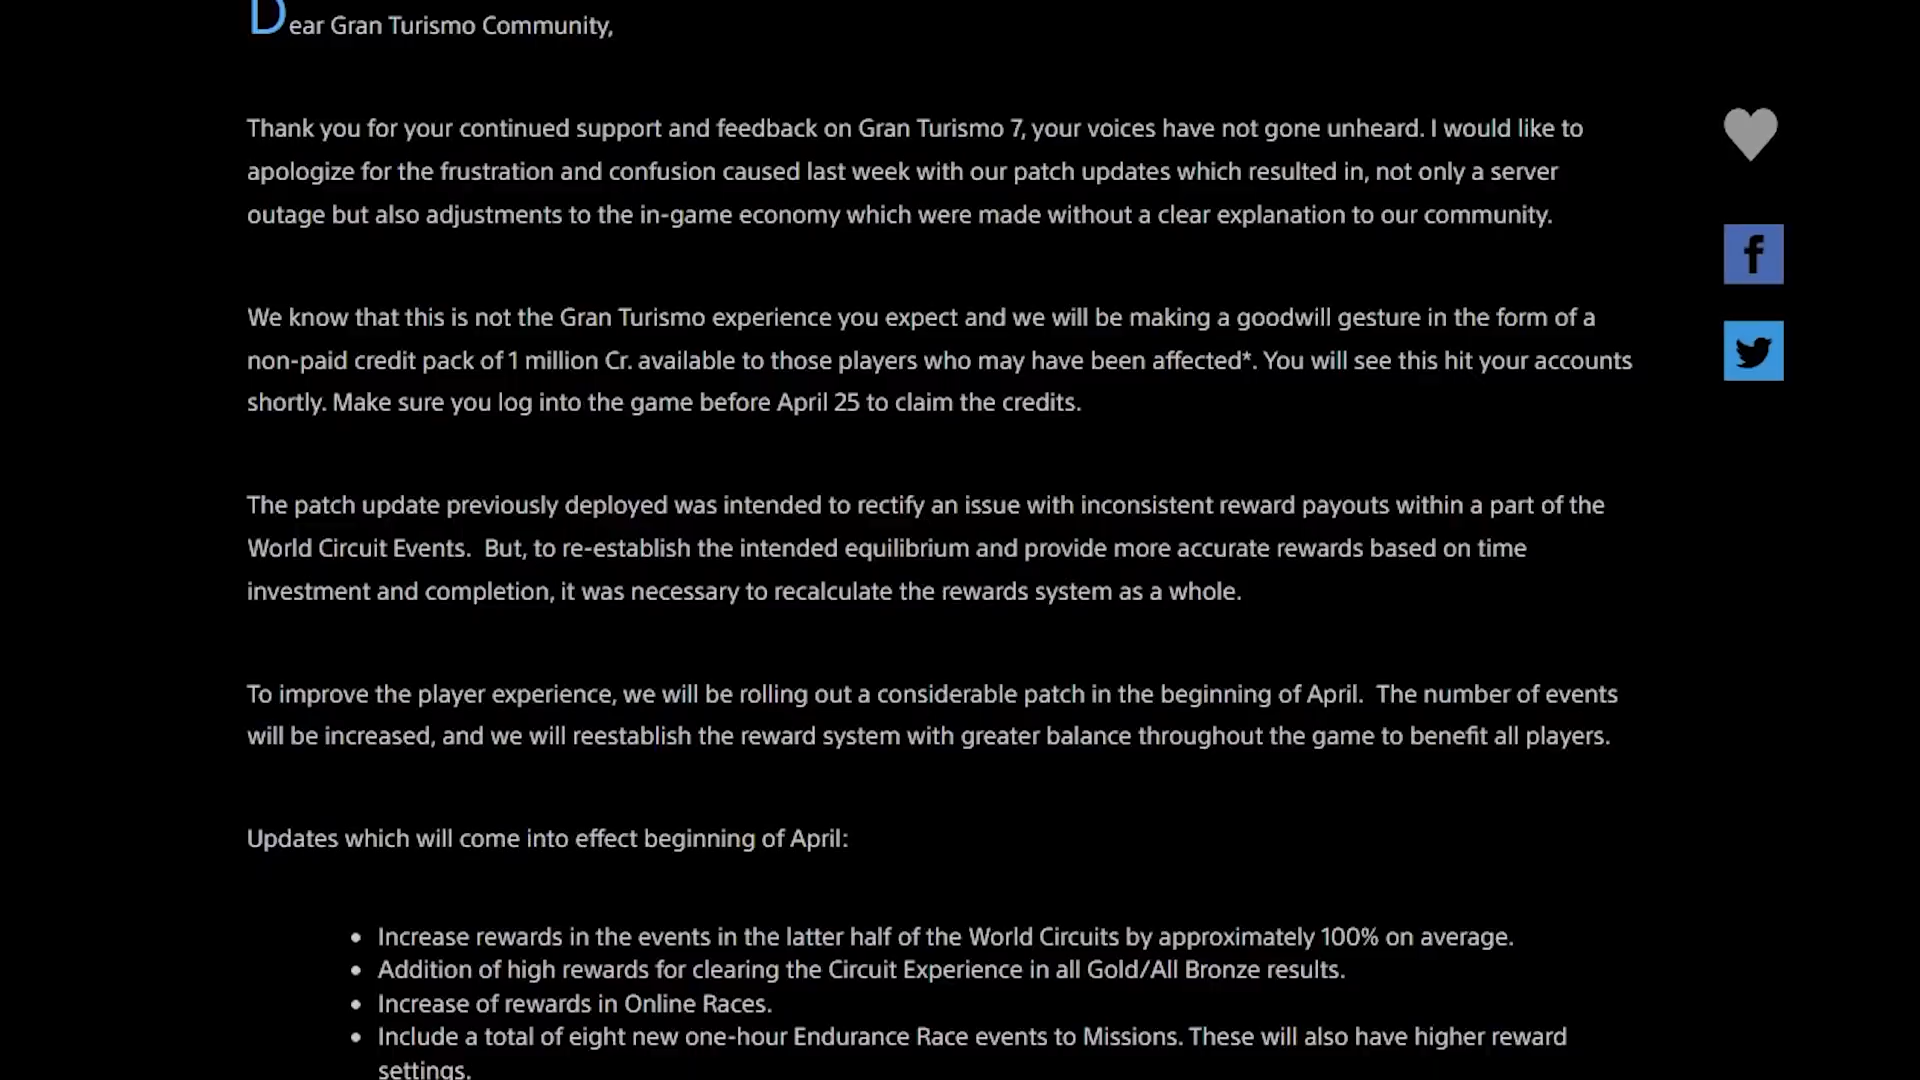 Dear Gran Turismo Community,
Thank you for your continued support and feedback on Gran Turismo 7, your voices have not gone unheard. I would like to
apologize for the frustration and confusion caused last week with our patch updates which resulted in, not only a server
outage but also adjustments to the in-game economy which were made without a clear explanation to our community.
We know that this is not the Gran Turismo experience you expect and we will be making a goodwill gesture in the form of a
non-paid credit pack of 1 million Cr. available to those players who may have been affected*. You will see this hit your accounts
shortly. Make sure you log into the game before April 25 to claim the credits.
The patch update previously deployed was intended to rectify an issue with inconsistent reward payouts within a part of the
World Circuit Events.  But, to re-establish the intended equilibrium and provide more accurate rewards based on time
investment and completion, it was necessary to recalculate the rewards system as a whole.
To improve the player experience, we will be rolling out a considerable patch in the beginning of April.  The number of events
will be increased, and we will reestablish the reward system with greater balance throughout the game to benefit all players.
Updates which will come into effect beginning of April:
• Increase rewards in the events in the latter half of the World Circuits by approximately 100% on average.
• Addition of high rewards for clearing the Circuit Experience in all Gold/All Bronze results.
• Increase of rewards in Online Races.
• Include a total of eight new one-hour Endurance Race events to Missions. These will also have higher reward
settings.